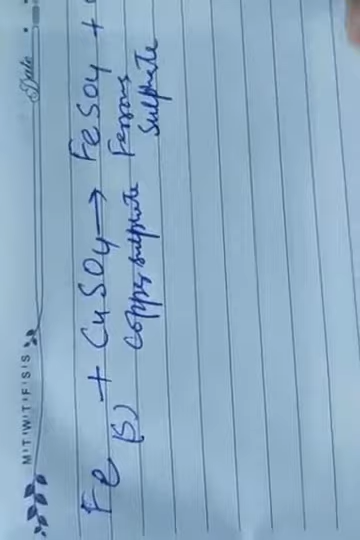 M T W T F S S Date
Fe + CuSO4 → FeSO4 +
(S) Copper sulphate Ferrous
sulphate